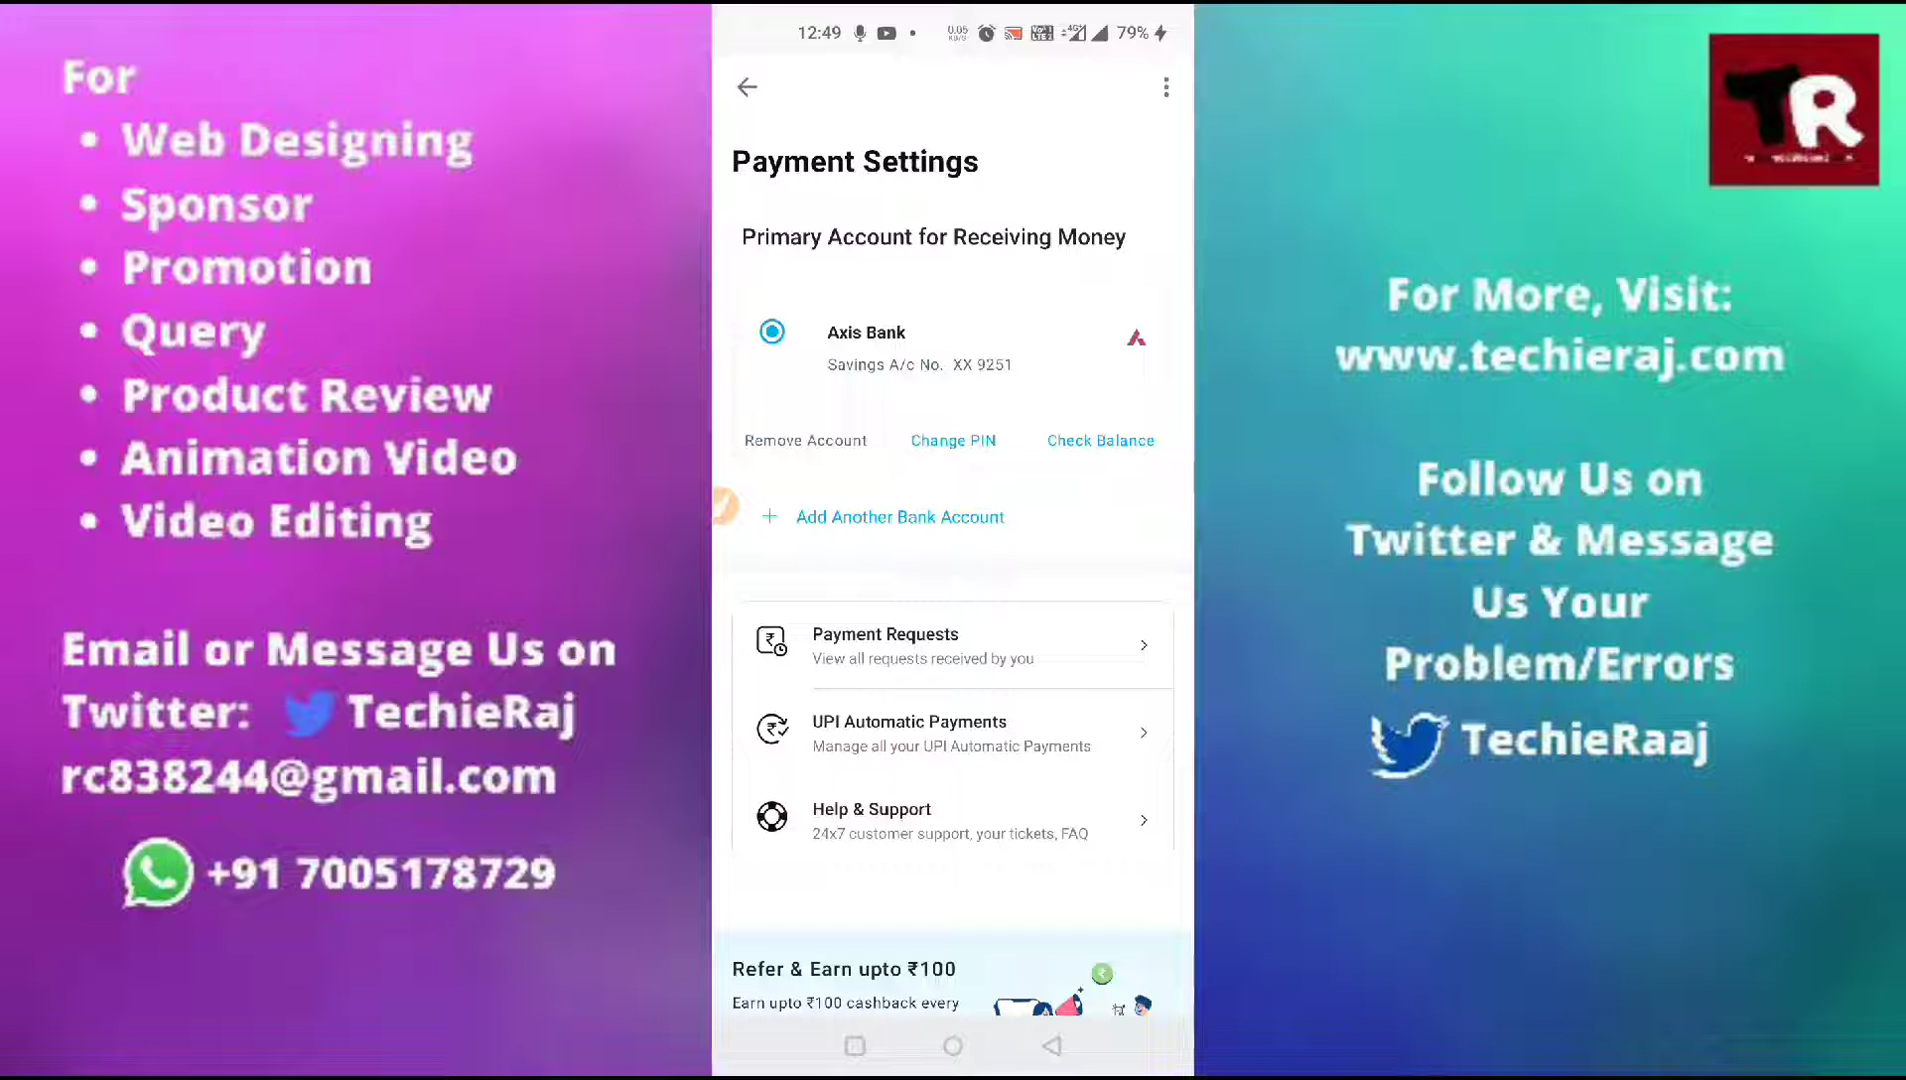 For
• Web Designing
• Sponsor
• Promotion
• Query
• Product Review
• Animation Video
• Video Editing
Email or Message Us on
Twitter: TechieRaj
rc838244@gmail.com
+91 7005178729
12:49
0.05
79%
Payment Settings
Primary Account for Receiving Money
Axis Bank
Savings A/c No. XX 9251
Remove Account Change PIN Check Balance
+ Add Another Bank Account
Payment Requests
View all requests received by you
UPI Automatic Payments
Manage all your UPI Automatic Payments
Help & Support
24x7 customer support, your tickets, FAQ
Refer & Earn upto ₹100
Earn upto ₹100 cashback every
TR
For More, Visit:
www.techieraj.com
Follow Us on
Twitter & Message
Us Your
Problem/Errors
TechieRaaj